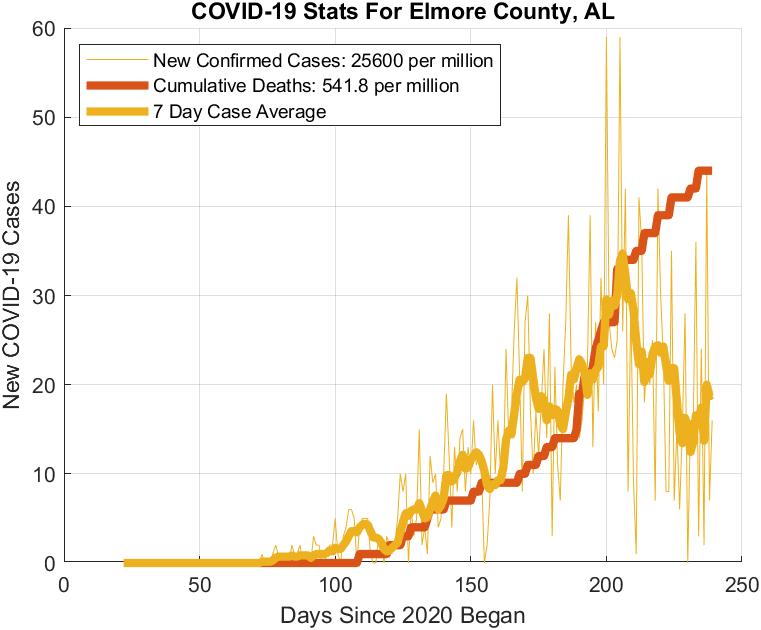 COVID-19 Stats For Elmore County, AL
New Confirmed Cases: 25600 per million
Cumulative Deaths: 541.8 per million
7 Day Case Average
New COVID-19 Cases
60
50
40
30
20
10
0
0 50 100 150 200 250
Days Since 2020 Began